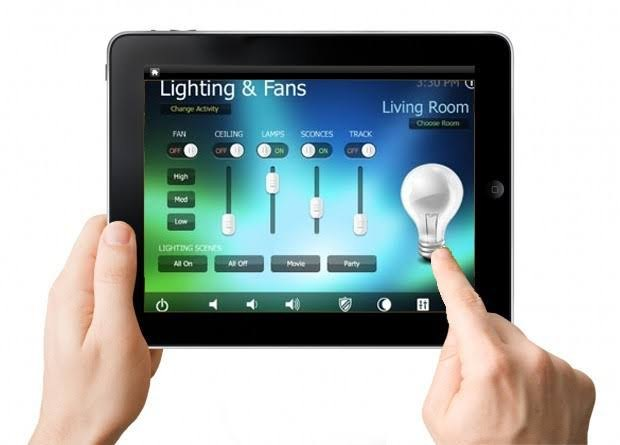 3:30 PM
Lighting & Fans
Change Activity
Living Room
Choose Room
FAN CEILING LAMPS SCONCES TRACK
OFF OFF ON ON OFF
High
Med
Low
LIGHTING SCENES
All On All Off Movie Party